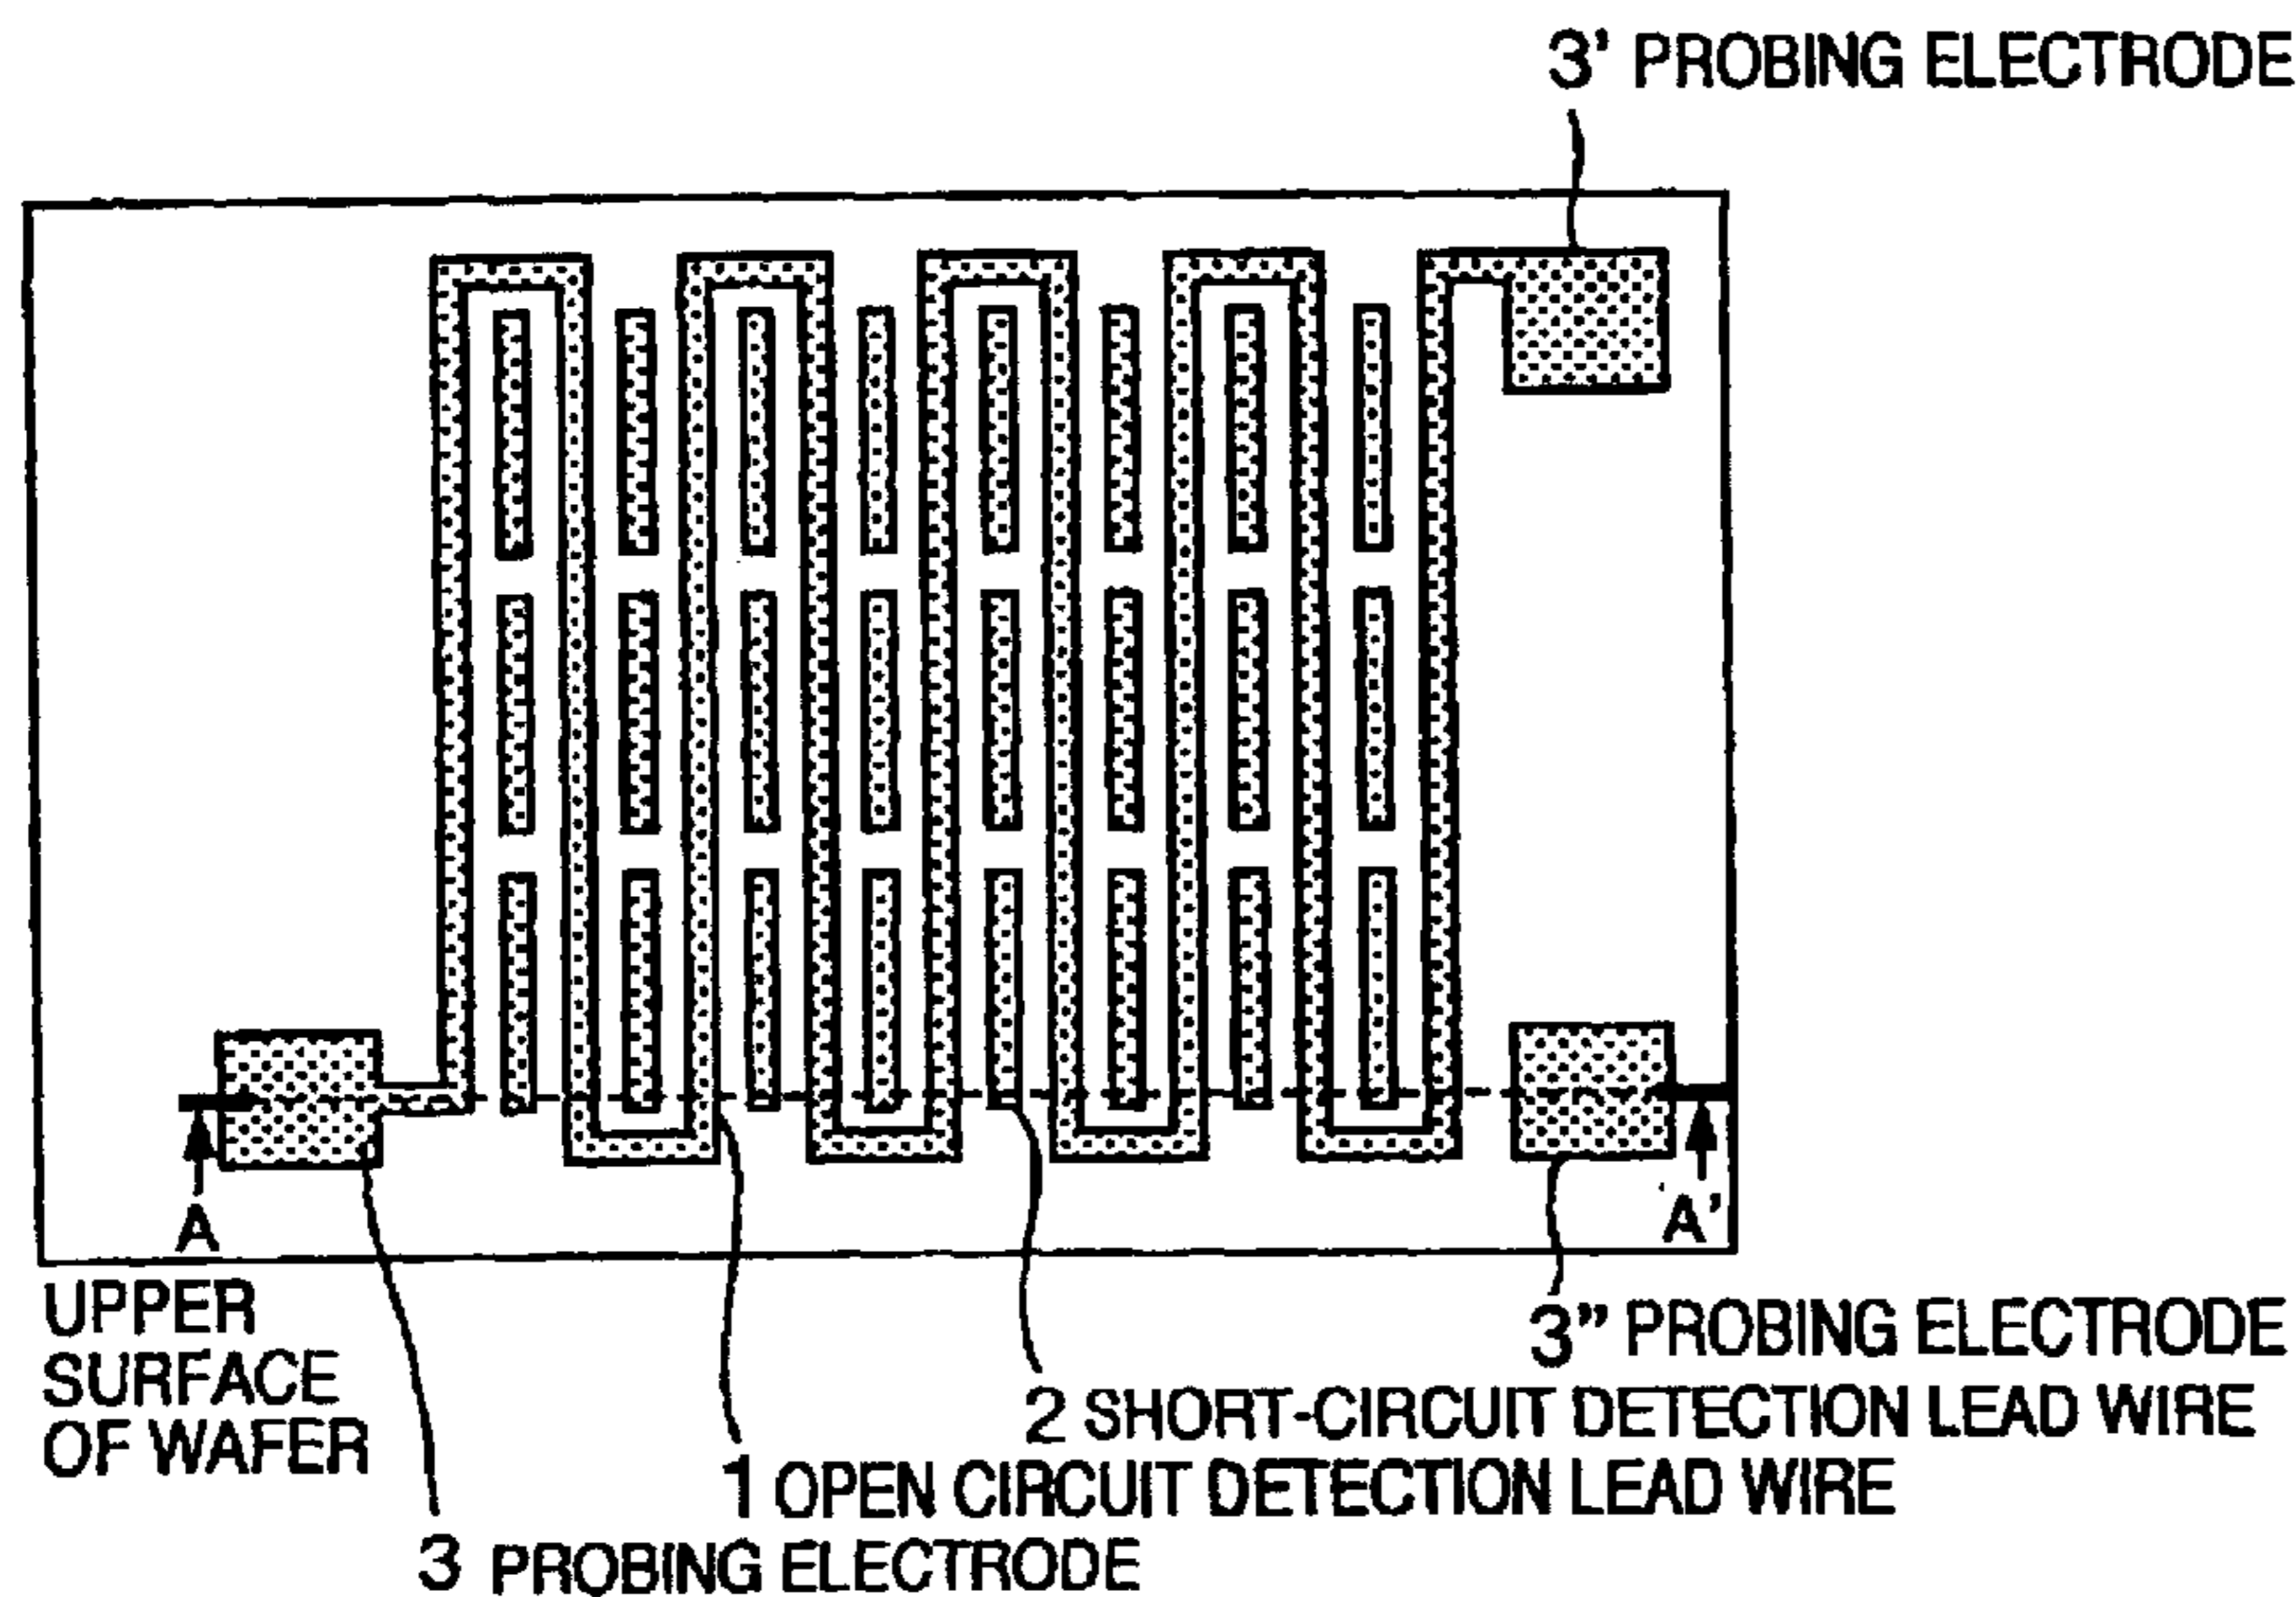 3' PROBING ELECTRODE
A
A'
UPPER
SURFACE
OF WAFER
3" PROBING ELECTRODE
2 SHORT-CIRCUIT DETECTION LEAD WIRE
1 OPEN CIRCUIT DETECTION LEAD WIRE
3 PROBING ELECTRODE